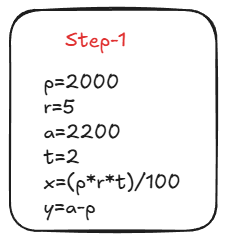 Step-1
p=2000
r=5
a=2200
t=2
x=(p*r*t)/100
y=a-p